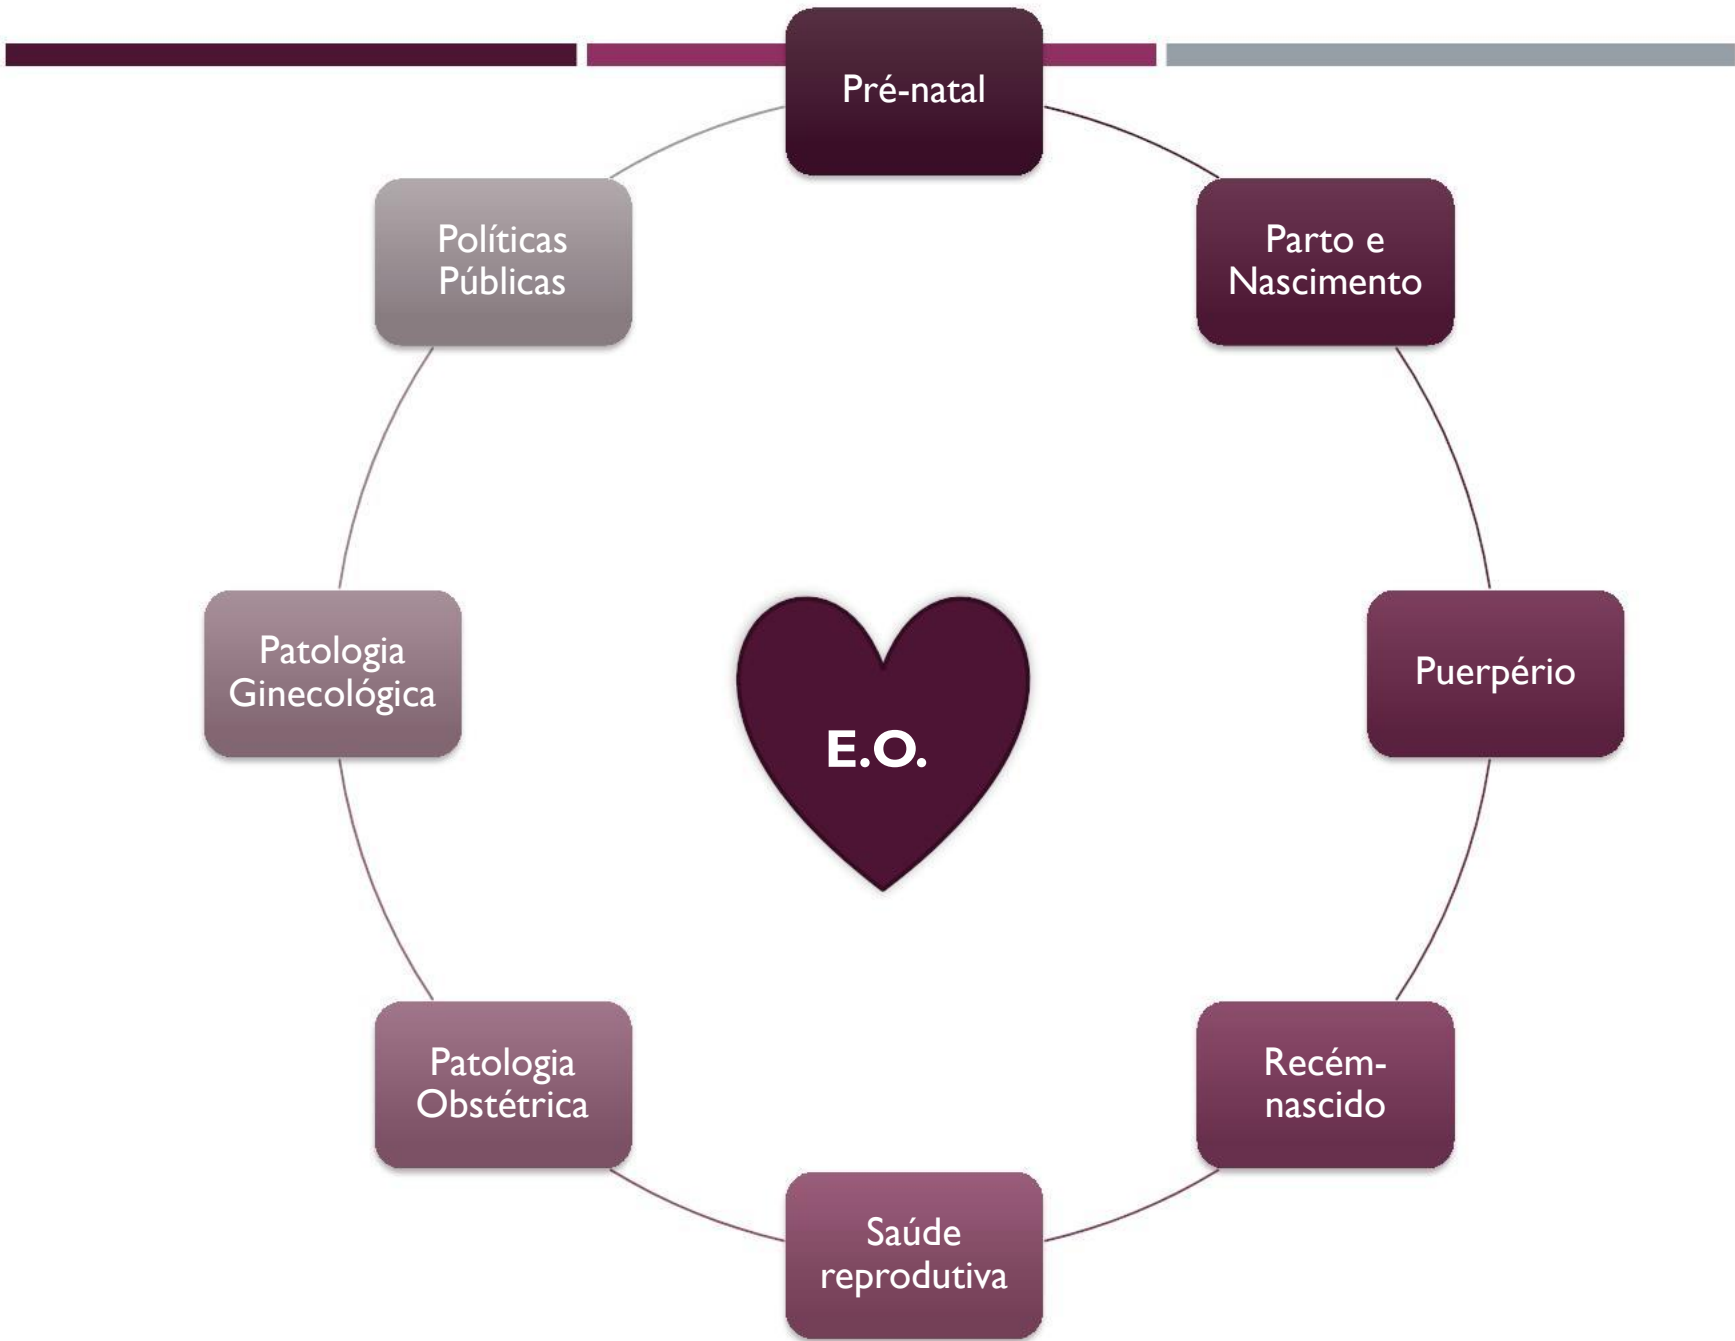 Pré-natal
Políticas
Públicas
Parto e
Nascimento
Patologia
Ginecológica
Puerpério
E.O.
Patologia
Obstétrica
Recém-
nascido
Saúde
reprodutiva